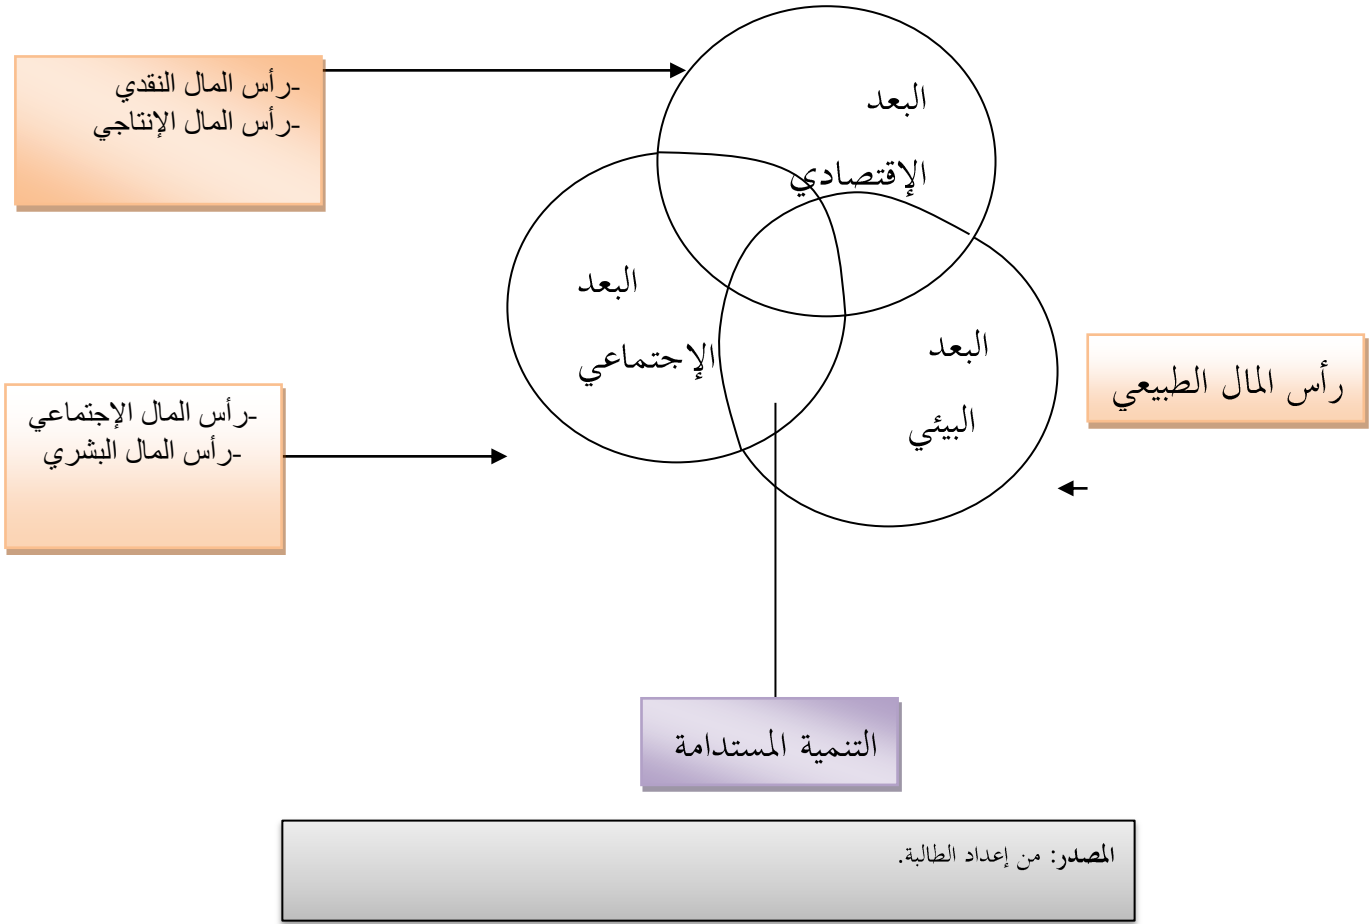 البعد
الإقتصادي
-رأس المال النقدي
-رأس المال الإنتاجي
البعد
الإجتماعي
البعد
البيئي
رأس المال الطبيعي
-رأس المال الإجتماعي
-رأس المال البشري
التنمية المستدامة
المصدر: من إعداد الطالبة.